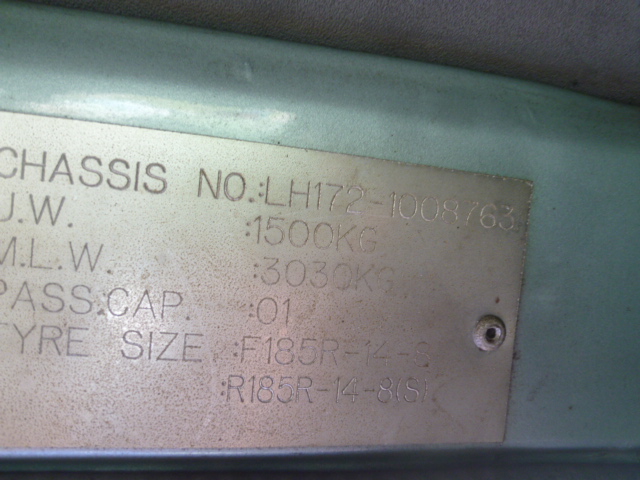 CHASSIS NO.:LH172-1008763
U.W. :1500KG
M.L.W. :3030KG
PASS.CAP. :01
TYRE SIZE :F185R-14-8
:R185R-14-8(S)